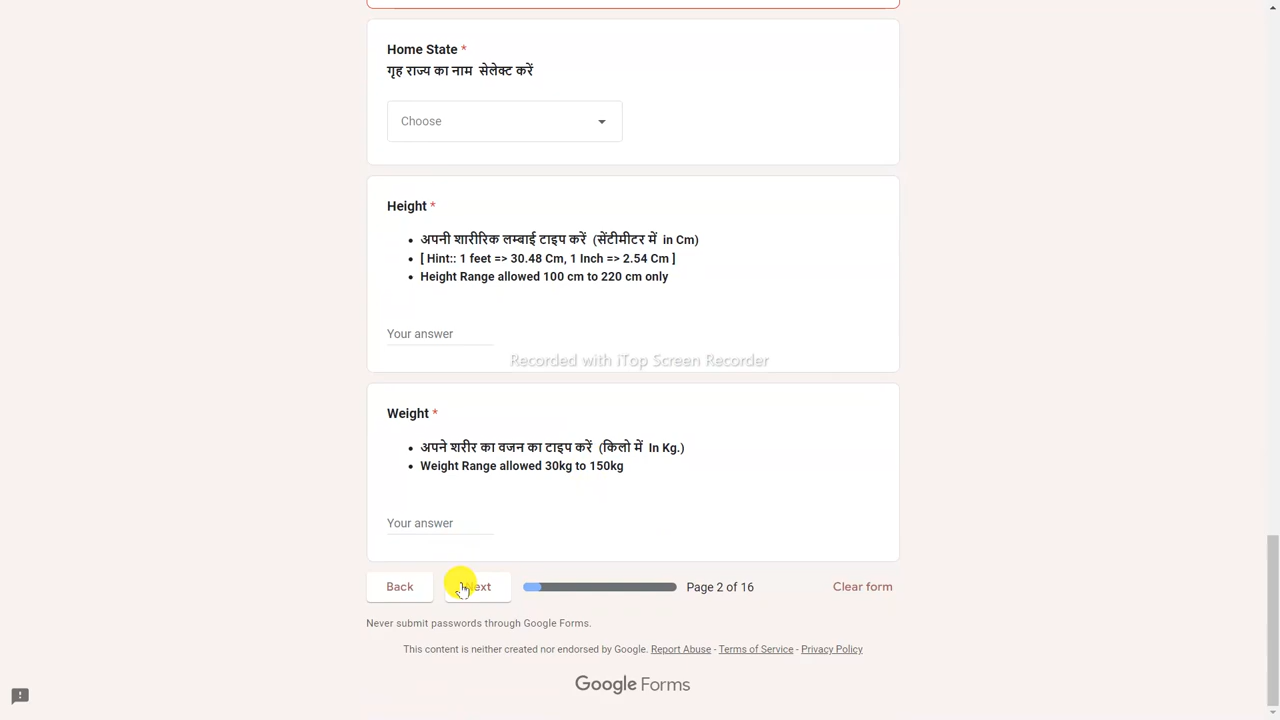 Home State *
गृह राज्य का नाम सेलेक्ट करें
Choose
Height *
• अपनी शारीरिक लम्बाई टाइप करें (सेंटीमीटर में in Cm)
• [ Hint:: 1 feet => 30.48 Cm, 1 Inch => 2.54 Cm ]
• Height Range allowed 100 cm to 220 cm only
Your answer
Recorded with iTop Screen Recorder
Weight *
• अपने शरीर का वजन का टाइप करें (किलो में In Kg.)
• Weight Range allowed 30kg to 150kg
Your answer
Back Next Page 2 of 16 Clear form
Never submit passwords through Google Forms.
This content is neither created nor endorsed by Google. Report Abuse - Terms of Service - Privacy Policy
Google Forms